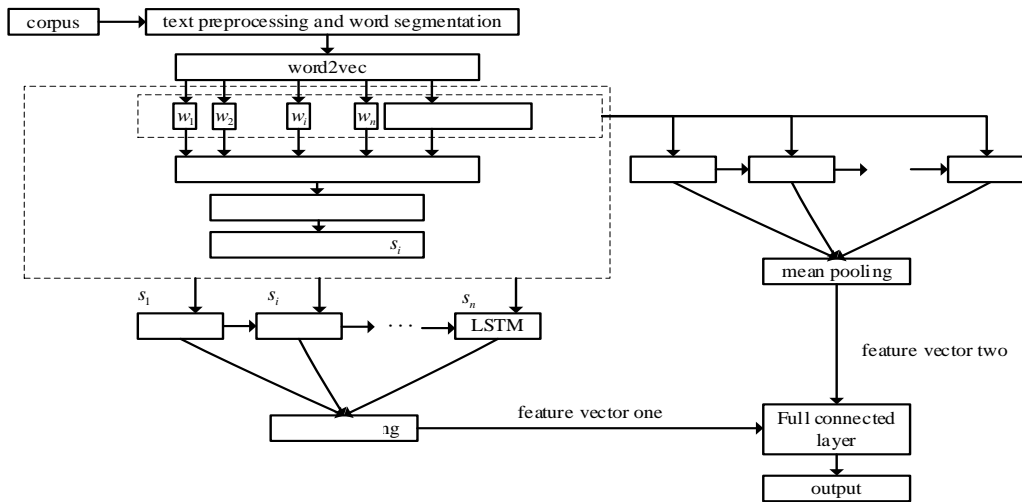 corpus
text preprocessing and word segmentation
word2vec
w₁ w₂ wᵢ wₙ
sᵢ
mean pooling
s₁ sᵢ sₙ
··· LSTM
feature vector two
feature vector one
ng
Full connected
layer
output